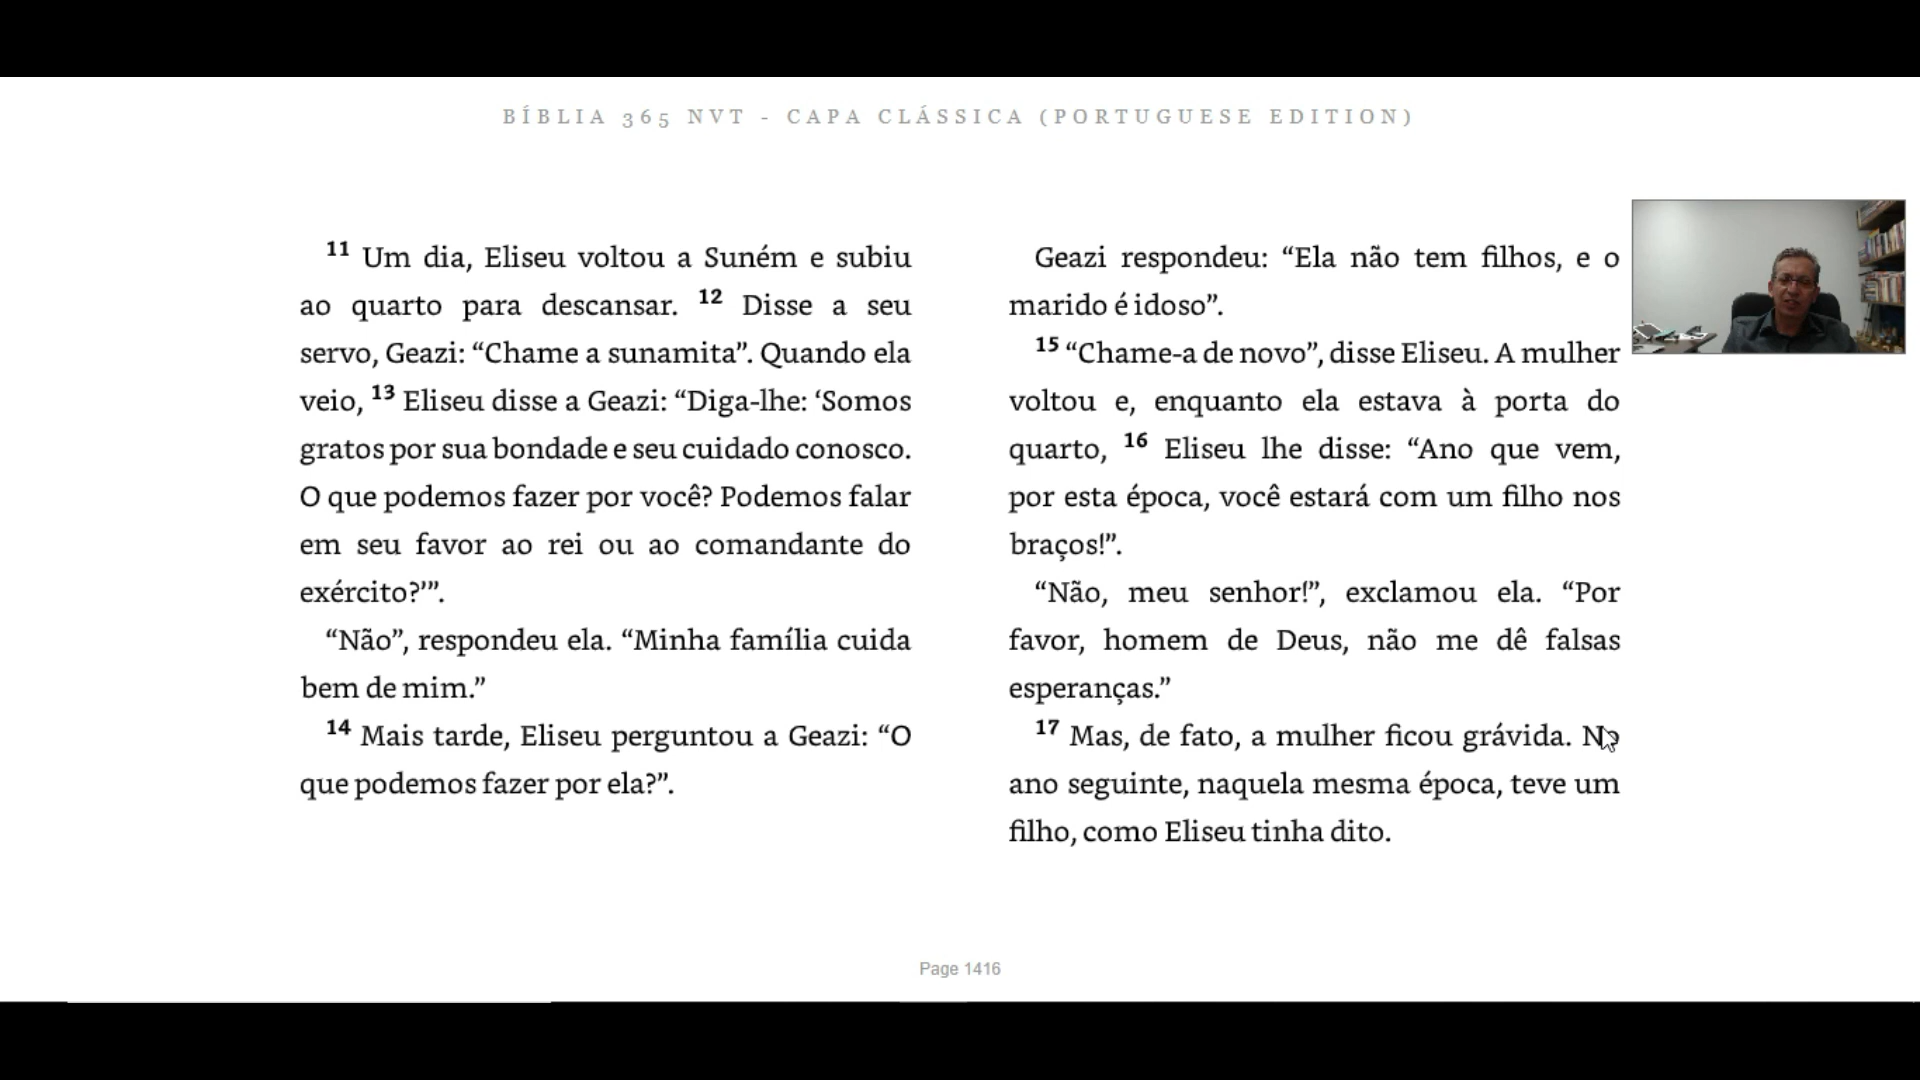 BÍBLIA 365 NVT - CAPA CLÁSSICA (PORTUGUESE EDITION)
11 Um dia, Eliseu voltou a Suném e subiu
ao quarto para descansar. 12 Disse a seu
servo, Geazi: “Chame a sunamita”. Quando ela
veio, 13 Eliseu disse a Geazi: “Diga-lhe: ‘Somos
gratos por sua bondade e seu cuidado conosco.
O que podemos fazer por você? Podemos falar
em seu favor ao rei ou ao comandante do
exército?’”.
“Não”, respondeu ela. “Minha família cuida
bem de mim.”
14 Mais tarde, Eliseu perguntou a Geazi: “O
que podemos fazer por ela?”.
Geazi respondeu: “Ela não tem filhos, e o
marido é idoso”.
15 “Chame-a de novo”, disse Eliseu. A mulher
voltou e, enquanto ela estava à porta do
quarto, 16 Eliseu lhe disse: “Ano que vem,
por esta época, você estará com um filho nos
braços!”.
“Não, meu senhor!”, exclamou ela. “Por
favor, homem de Deus, não me dê falsas
esperanças.”
17 Mas, de fato, a mulher ficou grávida. No
ano seguinte, naquela mesma época, teve um
filho, como Eliseu tinha dito.
Page 1416